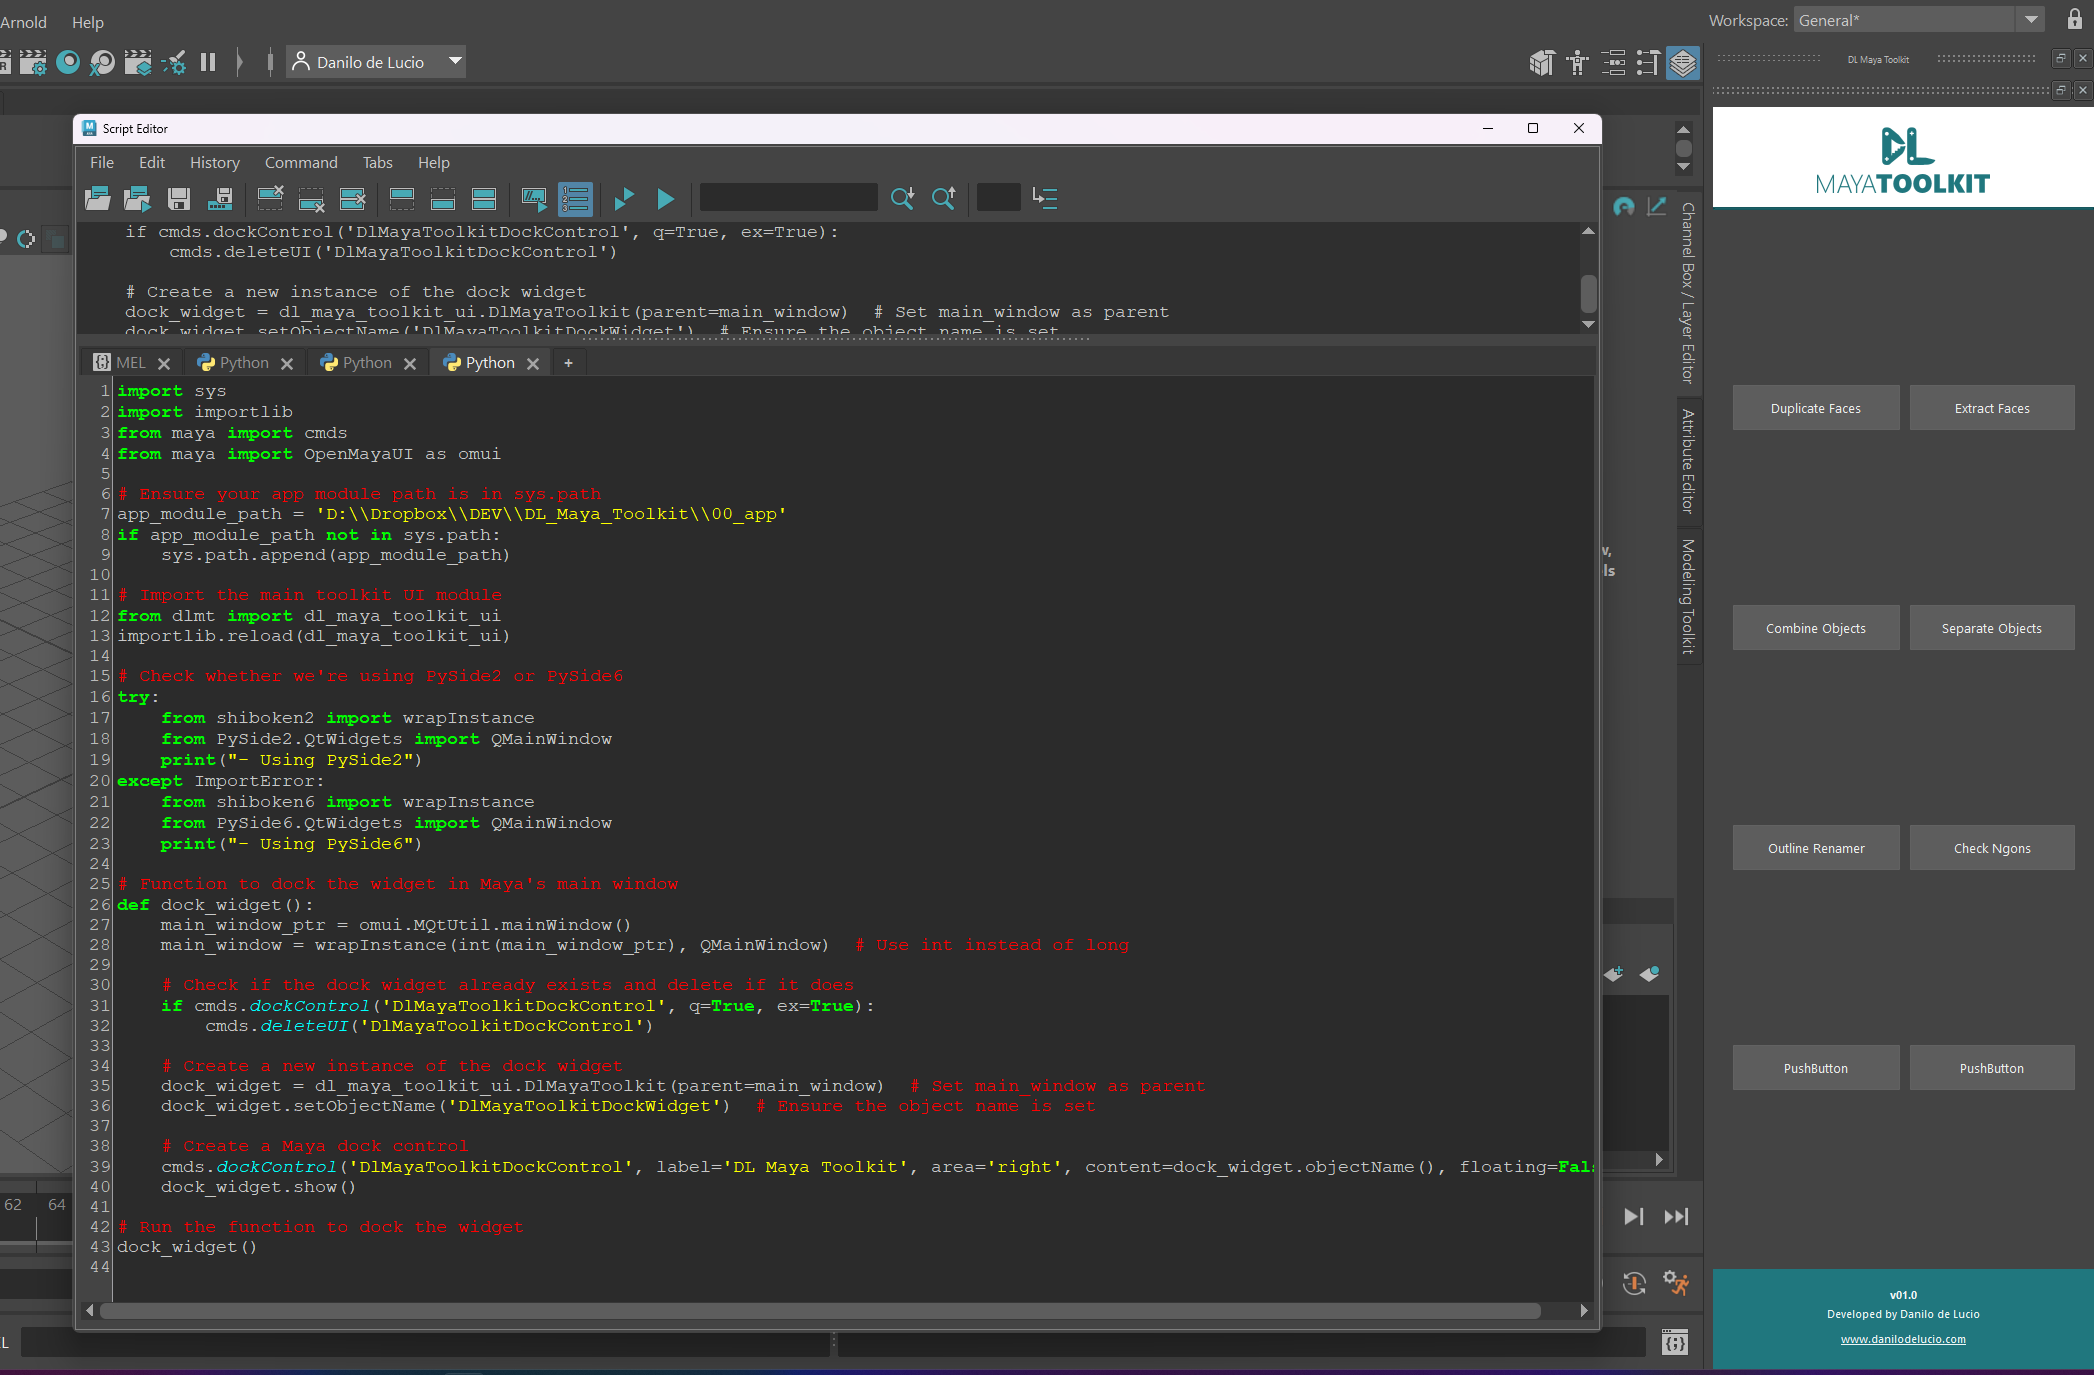 Arnold Help
Workspace: General*
Danilo de Lucio
DL Maya Toolkit
Script Editor
File Edit History Command Tabs Help
if cmds.dockControl('DlMayaToolkitDockControl', q=True, ex=True):
cmds.deleteUI('DlMayaToolkitDockControl')
# Create a new instance of the dock widget
dock_widget = dl_maya_toolkit_ui.DlMayaToolkit(parent=main_window)  # Set main_window as parent
dock_widget.setObjectName('DlMayaToolkitDockWidget')  # Ensure the object name is set
MEL Python Python Python +
1 import sys
2 import importlib
3 from maya import cmds
4 from maya import OpenMayaUI as omui
5
6 # Ensure your app module path is in sys.path
7 app_module_path = 'D:\\Dropbox\\DEV\\DL_Maya_Toolkit\\00_app'
8 if app_module_path not in sys.path:
9     sys.path.append(app_module_path)
10
11 # Import the main toolkit UI module
12 from dlmt import dl_maya_toolkit_ui
13 importlib.reload(dl_maya_toolkit_ui)
14
15 # Check whether we're using PySide2 or PySide6
16 try:
17     from shiboken2 import wrapInstance
18     from PySide2.QtWidgets import QMainWindow
19     print("- Using PySide2")
20 except ImportError:
21     from shiboken6 import wrapInstance
22     from PySide6.QtWidgets import QMainWindow
23     print("- Using PySide6")
24
25 # Function to dock the widget in Maya's main window
26 def dock_widget():
27     main_window_ptr = omui.MQtUtil.mainWindow()
28     main_window = wrapInstance(int(main_window_ptr), QMainWindow)  # Use int instead of long
29
30     # Check if the dock widget already exists and delete if it does
31     if cmds.dockControl('DlMayaToolkitDockControl', q=True, ex=True):
32         cmds.deleteUI('DlMayaToolkitDockControl')
33
34     # Create a new instance of the dock widget
35     dock_widget = dl_maya_toolkit_ui.DlMayaToolkit(parent=main_window)  # Set main_window as parent
36     dock_widget.setObjectName('DlMayaToolkitDockWidget')  # Ensure the object name is set
37
38     # Create a Maya dock control
39     cmds.dockControl('DlMayaToolkitDockControl', label='DL Maya Toolkit', area='right', content=dock_widget.objectName(), floating=Fal
40     dock_widget.show()
41
42 # Run the function to dock the widget
43 dock_widget()
44
62 64
Channel Box / Layer Editor
Attribute Editor
Modeling Toolkit
DL
MAYATOOLKIT
Duplicate Faces Extract Faces
Combine Objects Separate Objects
Outline Renamer Check Ngons
PushButton PushButton
v01.0
Developed by Danilo de Lucio
www.danilodelucio.com